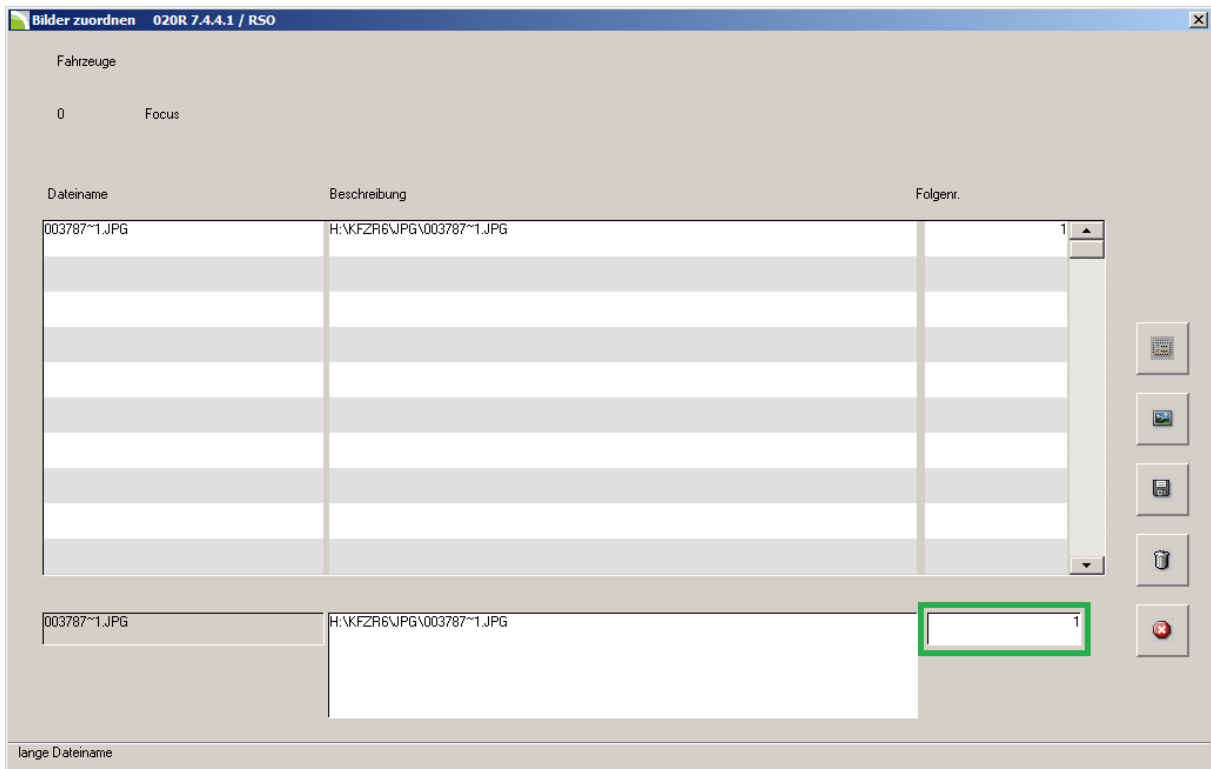 Bilder zuordnen 020R 7.4.4.1 / RSO
Fahrzeuge
0 Focus
Dateiname Beschreibung Folgenr.
003787~1.JPG H:\KFZR6\JPG\003787~1.JPG 1
003787~1.JPG H:\KFZR6\JPG\003787~1.JPG 1
lange Dateiname